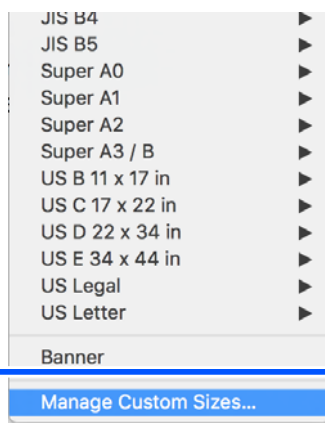 JIS B4
JIS B5
Super A0
Super A1
Super A2
Super A3 / B
US B 11 x 17 in
US C 17 x 22 in
US D 22 x 34 in
US E 34 x 44 in
US Legal
US Letter
Banner
Manage Custom Sizes...